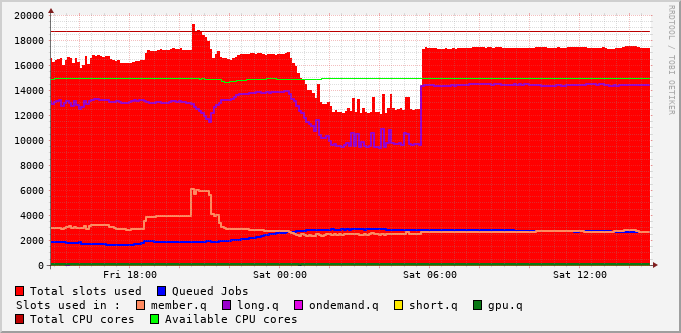 20000
18000
16000
14000
12000
10000
8000
6000
4000
2000
0
Fri 18:00 Sat 00:00 Sat 06:00 Sat 12:00
RRDTOOL / TOBI OETIKER
Total slots used Queued Jobs
Slots used in : member.q long.q ondemand.q short.q gpu.q
Total CPU cores Available CPU cores